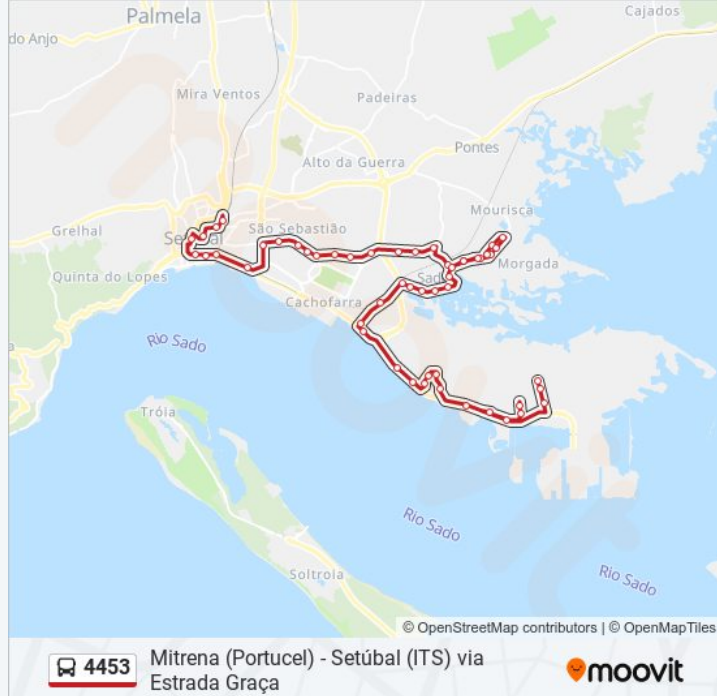 Palmela
Cajados
do Anjo
Mira Ventos
Padeiras
Alto da Guerra
Pontes
Mourisca
Grelhal
São Sebastião
Morgada
Quinta do Lopes
Cachofarra
Rio Sado
Tróia
Rio Sado
Soltroia
Rio Sado
© OpenStreetMap contributors | © OpenMapTiles
4453
Mitrena (Portucel) - Setúbal (ITS) via
Estrada Graça
moovit